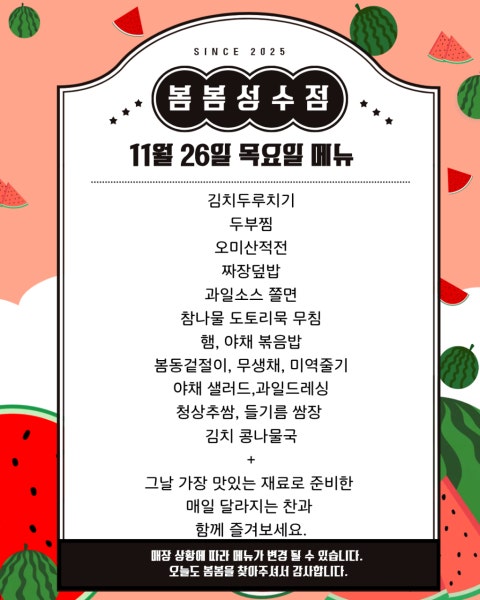 SINCE 2025
봄봄성수점
11월 26일 목요일 메뉴
김치두루치기
두부찜
오미산적전
짜장덮밥
과일소스 쫄면
참나물 도토리묵 무침
햄, 야채 볶음밥
봄동겉절이, 무생채, 미역줄기
야채 샐러드,과일드레싱
청상추쌈, 들기름 쌈장
김치 콩나물국
+
그날 가장 맛있는 재료로 준비한
매일 달라지는 찬과
함께 즐겨보세요.
매장 상황에 따라 메뉴가 변경 될 수 있습니다.
오늘도 봄봄을 찾아주셔서 감사합니다.